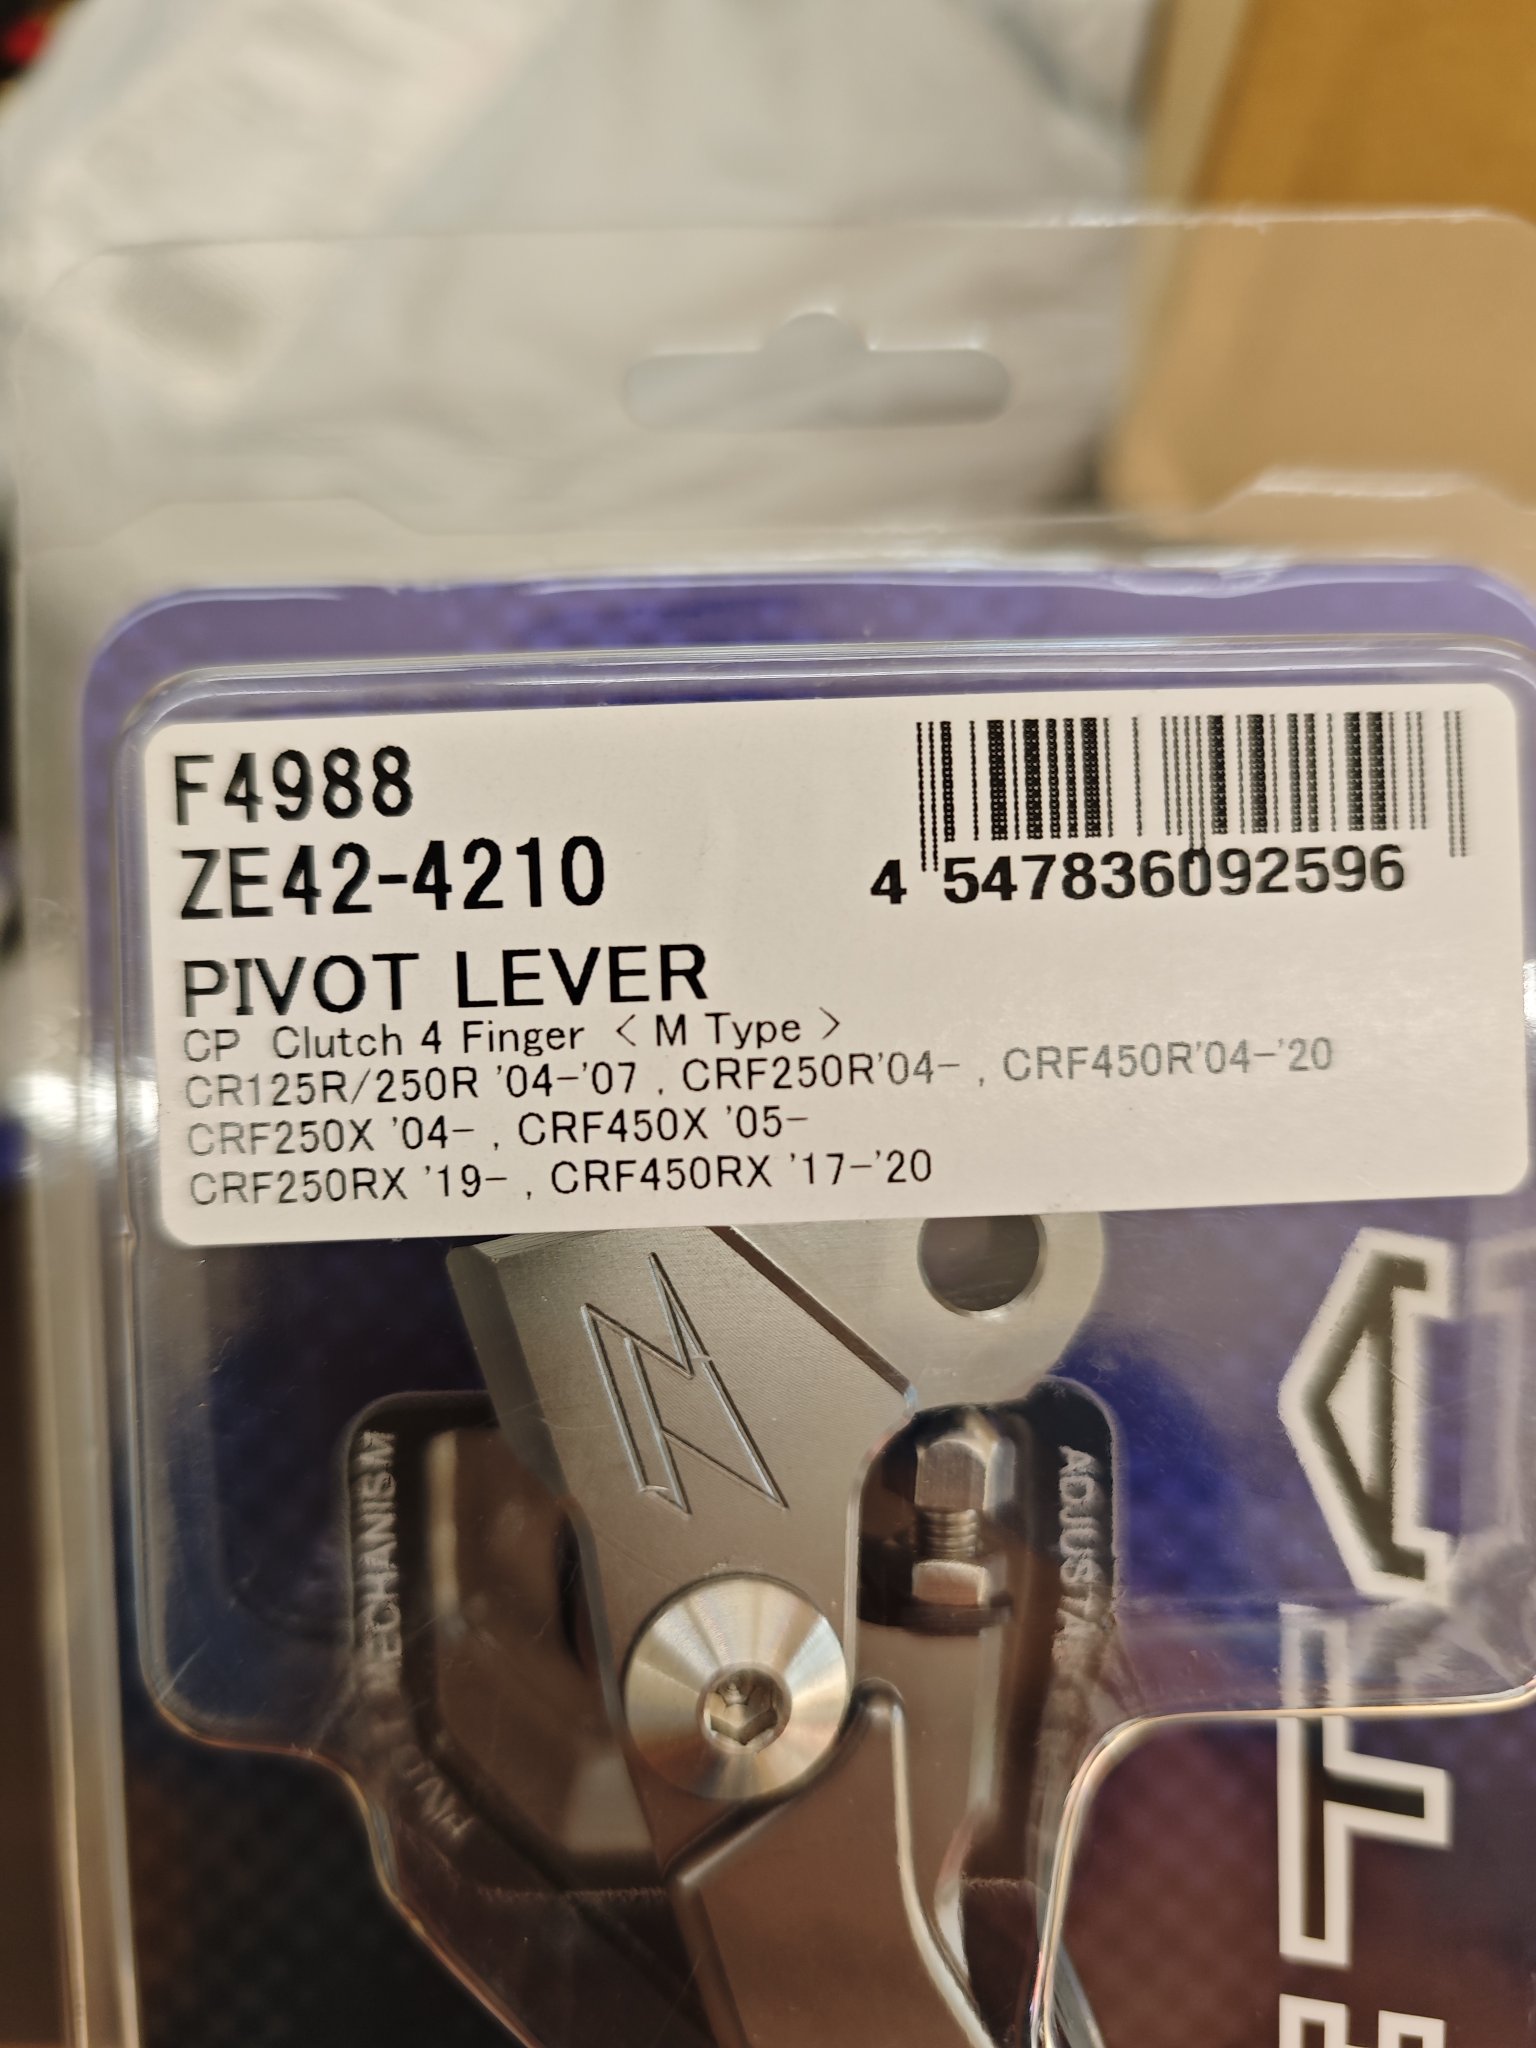 F4988
ZE42-4210
4 547836092596
PIVOT LEVER
CP Clutch 4 Finger < M Type >
CR125R/250R '04-'07 , CRF250R'04- , CRF450R'04-'20
CRF250X '04- , CRF450X '05-
CRF250RX '19- , CRF450RX '17-'20
MECHANISM